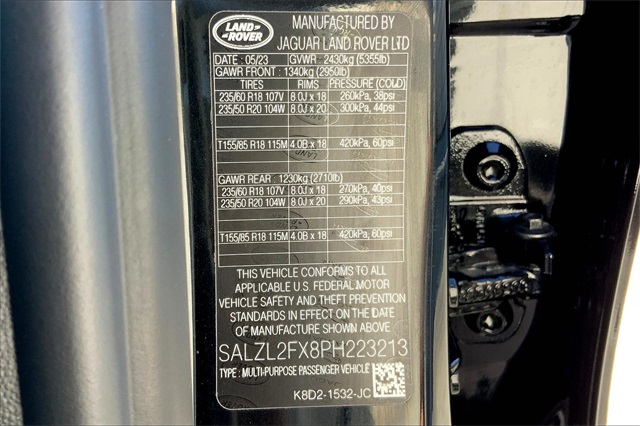 LAND ROVER
MANUFACTURED BY
JAGUAR LAND ROVER LTD
DATE : 05/23 GVWR : 2430kg (5355lb)
GAWR FRONT : 1340kg (2950lb)
TIRES RIMS PRESSURE (COLD)
235/60 R18 107V 8.0J x 18 260kPa, 38psi
235/50 R20 104W 8.0J x 20 300kPa, 44psi
T155/85 R18 115M 4.0B x 18 420kPa, 60psi
GAWR REAR : 1230kg (2710lb)
235/60 R18 107V 8.0J x 18 270kPa, 40psi
235/50 R20 104W 8.0J x 20 290kPa, 43psi
T155/85 R18 115M 4.0B x 18 420kPa, 60psi
THIS VEHICLE CONFORMS TO ALL
APPLICABLE U.S. FEDERAL MOTOR
VEHICLE SAFETY AND THEFT PREVENTION
STANDARDS IN EFFECT ON THE DATE
OF MANUFACTURE SHOWN ABOVE
SALZL2FX8PH223213
TYPE : MULTI-PURPOSE PASSENGER VEHICLE
K8D2-1532-JC